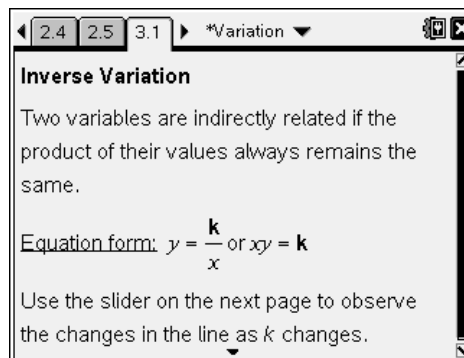 2.4 2.5 3.1 *Variation
Inverse Variation
Two variables are indirectly related if the
product of their values always remains the
same.
Equation form: y = k/x or xy = k
Use the slider on the next page to observe
the changes in the line as k changes.